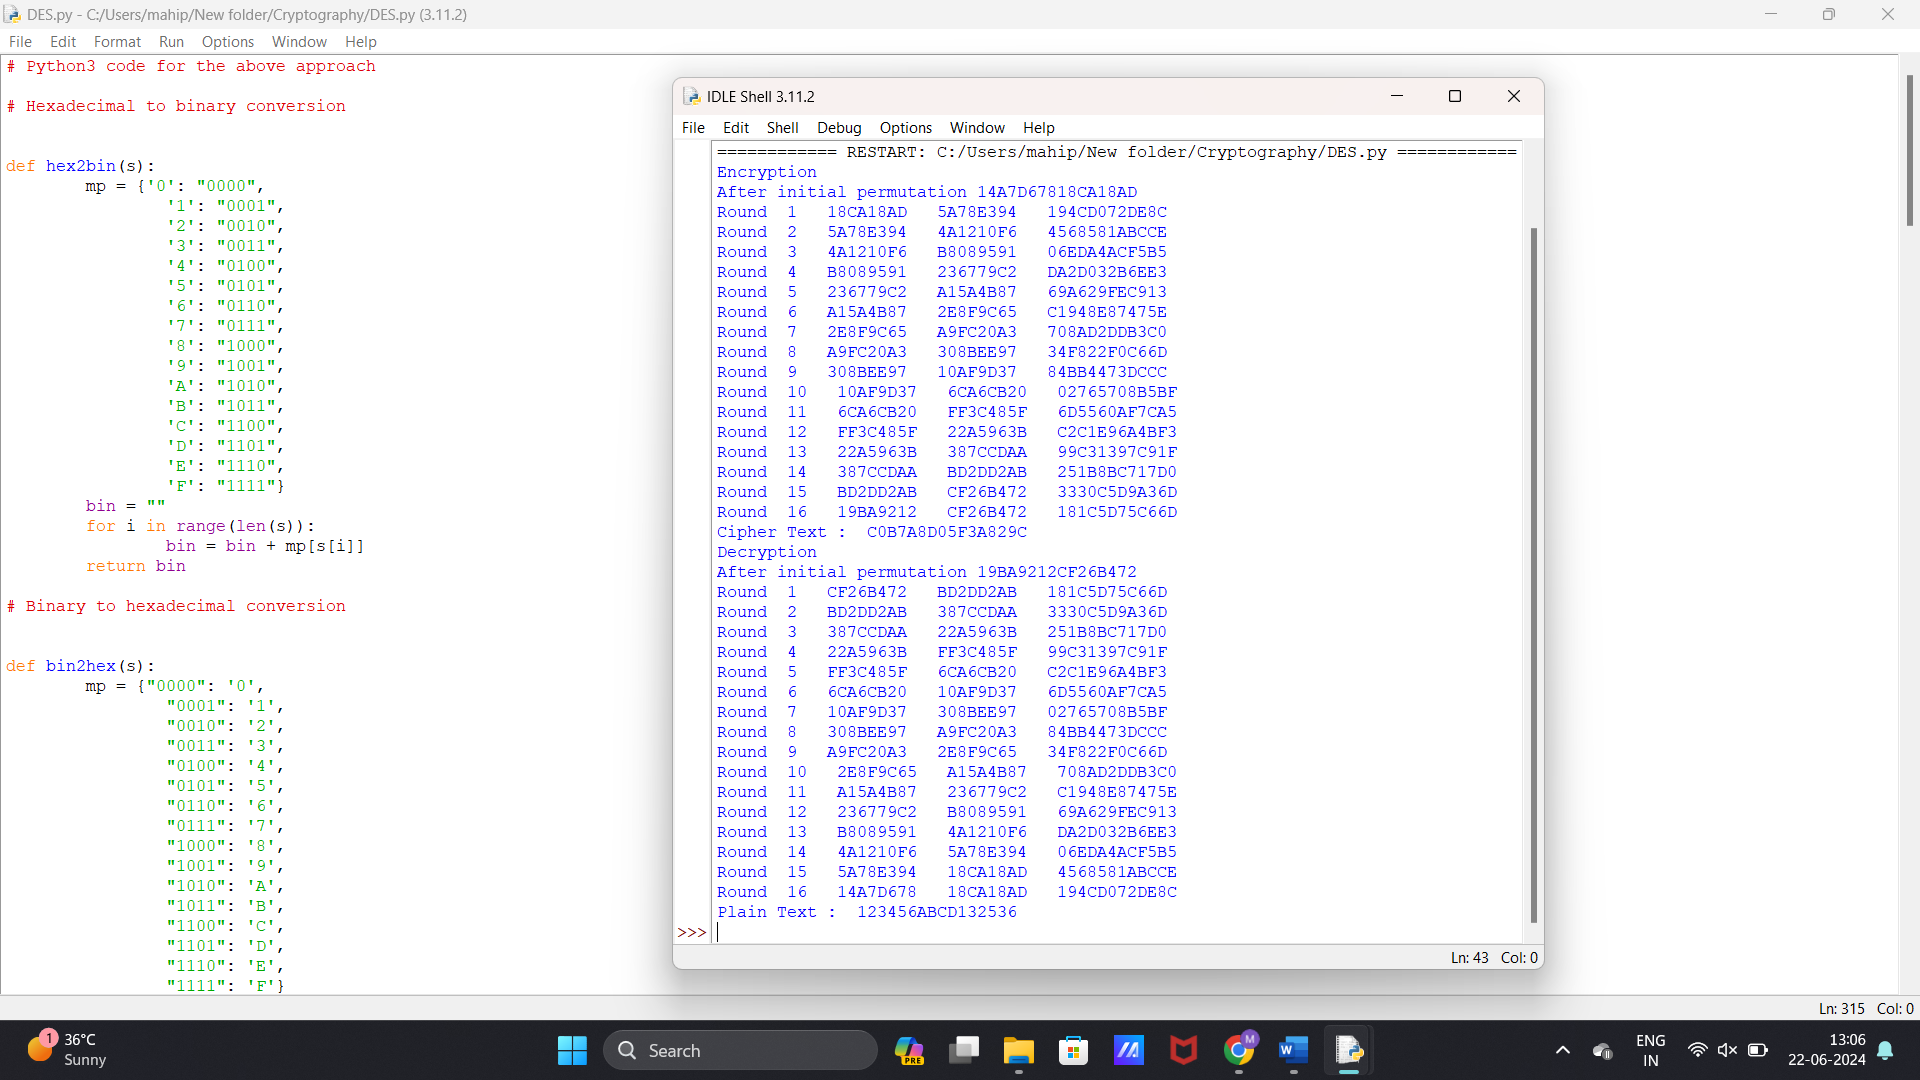 DES.py - C:/Users/mahip/New folder/Cryptography/DES.py (3.11.2)
File Edit Format Run Options Window Help
# Python3 code for the above approach
# Hexadecimal to binary conversion
def hex2bin(s):
mp = {'0': "0000",
'1': "0001",
'2': "0010",
'3': "0011",
'4': "0100",
'5': "0101",
'6': "0110",
'7': "0111",
'8': "1000",
'9': "1001",
'A': "1010",
'B': "1011",
'C': "1100",
'D': "1101",
'E': "1110",
'F': "1111"}
bin = ""
for i in range(len(s)):
bin = bin + mp[s[i]]
return bin
# Binary to hexadecimal conversion
def bin2hex(s):
mp = {"0000": '0',
"0001": '1',
"0010": '2',
"0011": '3',
"0100": '4',
"0101": '5',
"0110": '6',
"0111": '7',
"1000": '8',
"1001": '9',
"1010": 'A',
"1011": 'B',
"1100": 'C',
"1101": 'D',
"1110": 'E',
"1111": 'F'}
IDLE Shell 3.11.2
File Edit Shell Debug Options Window Help
============ RESTART: C:/Users/mahip/New folder/Cryptography/DES.py ============
Encryption
After initial permutation 14A7D67818CA18AD
Round 1 18CA18AD 5A78E394 194CD072DE8C
Round 2 5A78E394 4A1210F6 4568581ABCCE
Round 3 4A1210F6 B8089591 06EDA4ACF5B5
Round 4 B8089591 236779C2 DA2D032B6EE3
Round 5 236779C2 A15A4B87 69A629FEC913
Round 6 A15A4B87 2E8F9C65 C1948E87475E
Round 7 2E8F9C65 A9FC20A3 708AD2DDB3C0
Round 8 A9FC20A3 308BEE97 34F822F0C66D
Round 9 308BEE97 10AF9D37 84BB4473DCCC
Round 10 10AF9D37 6CA6CB20 02765708B5BF
Round 11 6CA6CB20 FF3C485F 6D5560AF7CA5
Round 12 FF3C485F 22A5963B C2C1E96A4BF3
Round 13 22A5963B 387CCDAA 99C31397C91F
Round 14 387CCDAA BD2DD2AB 251B8BC717D0
Round 15 BD2DD2AB CF26B472 3330C5D9A36D
Round 16 19BA9212 CF26B472 181C5D75C66D
Cipher Text : C0B7A8D05F3A829C
Decryption
After initial permutation 19BA9212CF26B472
Round 1 CF26B472 BD2DD2AB 181C5D75C66D
Round 2 BD2DD2AB 387CCDAA 3330C5D9A36D
Round 3 387CCDAA 22A5963B 251B8BC717D0
Round 4 22A5963B FF3C485F 99C31397C91F
Round 5 FF3C485F 6CA6CB20 C2C1E96A4BF3
Round 6 6CA6CB20 10AF9D37 6D5560AF7CA5
Round 7 10AF9D37 308BEE97 02765708B5BF
Round 8 308BEE97 A9FC20A3 84BB4473DCCC
Round 9 A9FC20A3 2E8F9C65 34F822F0C66D
Round 10 2E8F9C65 A15A4B87 708AD2DDB3C0
Round 11 A15A4B87 236779C2 C1948E87475E
Round 12 236779C2 B8089591 69A629FEC913
Round 13 B8089591 4A1210F6 DA2D032B6EE3
Round 14 4A1210F6 5A78E394 06EDA4ACF5B5
Round 15 5A78E394 18CA18AD 4568581ABCCE
Round 16 14A7D678 18CA18AD 194CD072DE8C
Plain Text : 123456ABCD132536
>>>
Ln: 43 Col: 0
Ln: 315 Col: 0
1
36°C
Sunny
Search
PRE
M
W
ENG
IN
13:06
22-06-2024